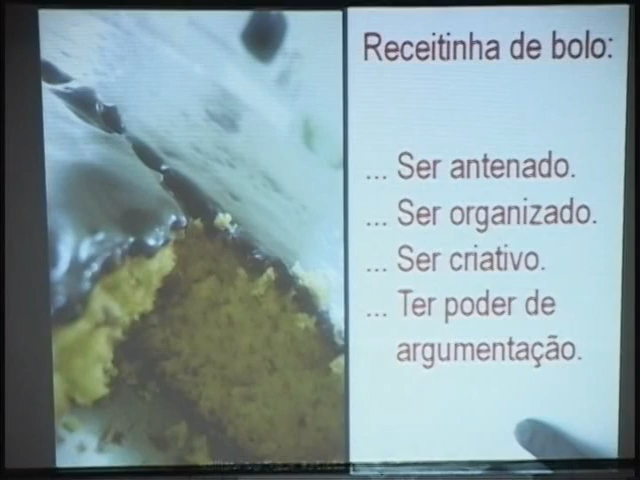 Receitinha de bolo:
... Ser antenado.
... Ser organizado.
... Ser criativo.
... Ter poder de
argumentação.